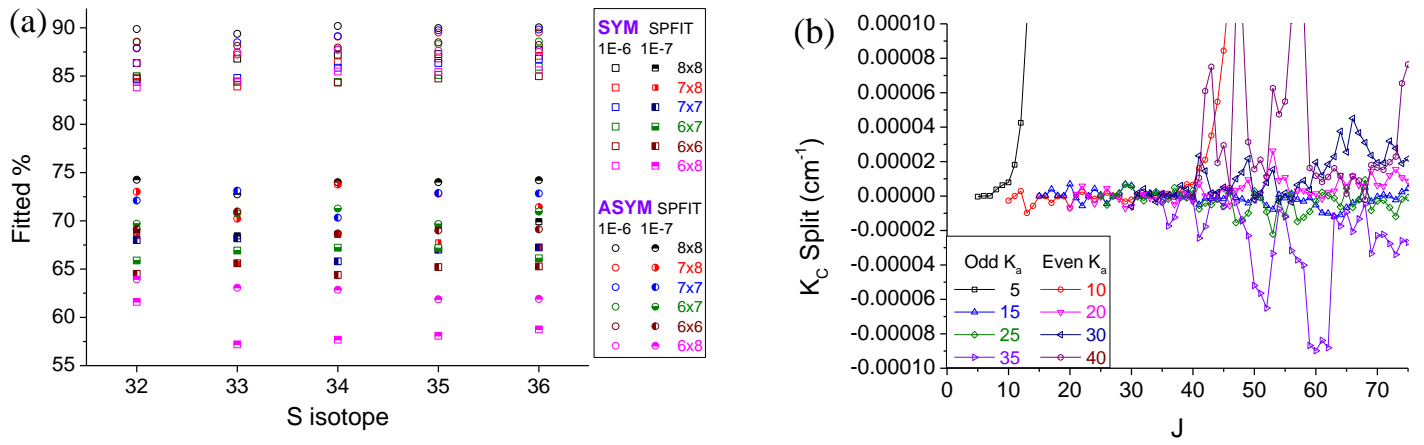 (a)
Fitted %
90
85
80
75
70
65
60
55
32 33 34 35 36
S isotope
SYM SPFIT
1E-6 1E-7
8x8
7x8
7x7
6x7
6x6
6x8
ASYM SPFIT
1E-6 1E-7
8x8
7x8
7x7
6x7
6x6
6x8
(b)
K_C Split (cm⁻¹)
0.00010
0.00008
0.00006
0.00004
0.00002
0.00000
-0.00002
-0.00004
-0.00006
-0.00008
-0.00010
Odd K_a Even K_a
5 10
15 20
25 30
35 40
0 10 20 30 40 50 60 70
J